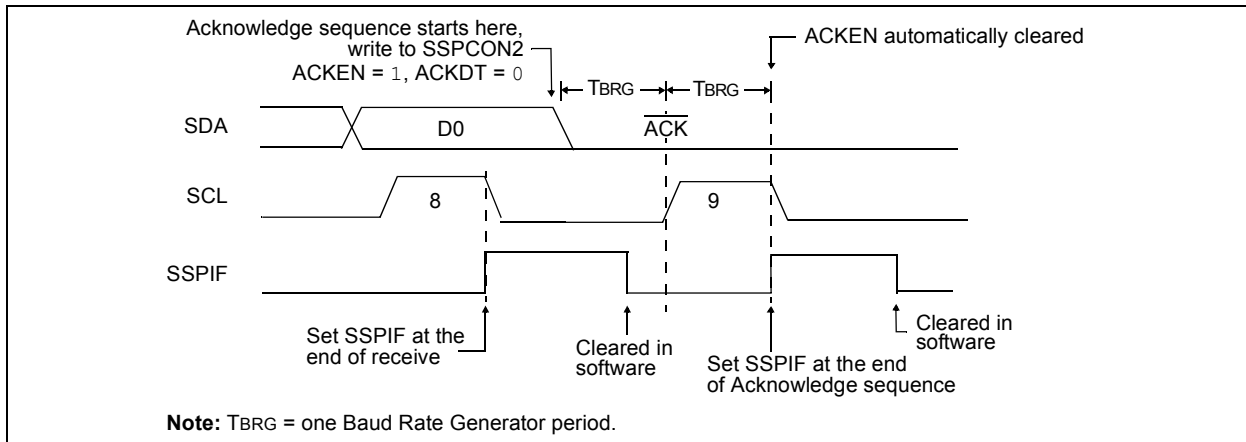 Acknowledge sequence starts here,
write to SSPCON2
ACKEN = 1, ACKDT = 0
ACKEN automatically cleared
TBRG
TBRG
SDA
D0
ACK
SCL
8
9
SSPIF
Set SSPIF at the
end of receive
Cleared in
software
Set SSPIF at the end
of Acknowledge sequence
Cleared in
software
Note: TBRG = one Baud Rate Generator period.